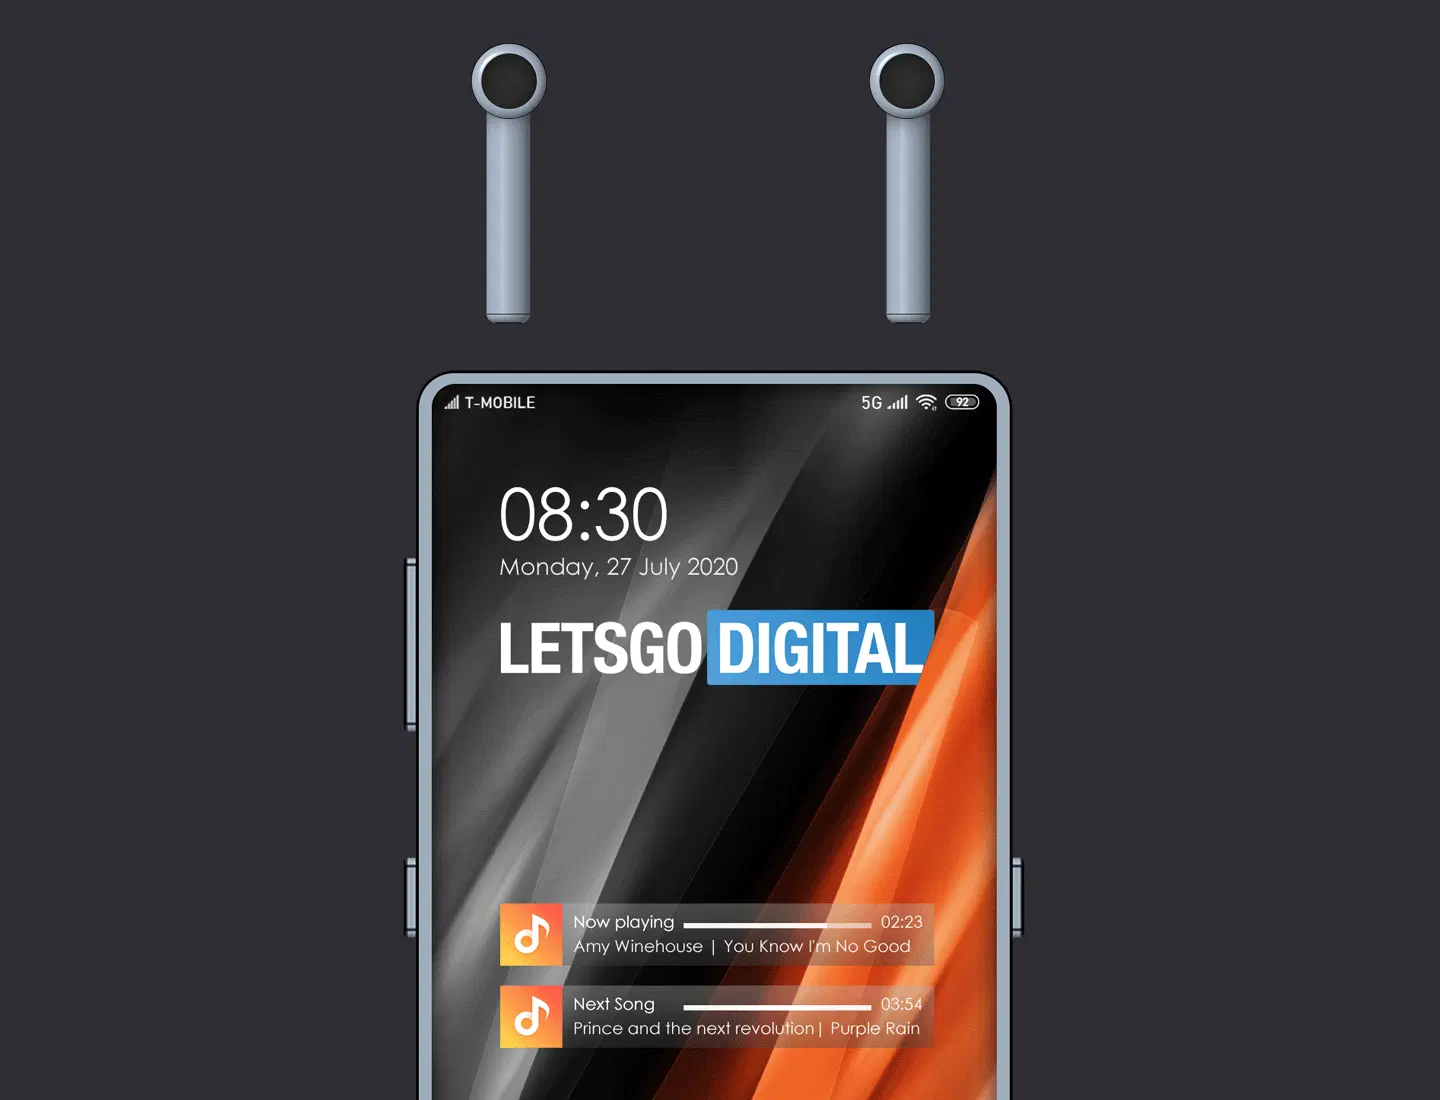 T-MOBILE 5G 92
08:30
Monday, 27 July 2020
LETSGO DIGITAL
Now playing 02:23
Amy Winehouse | You Know I'm No Good
Next Song 03:54
Prince and the next revolution| Purple Rain